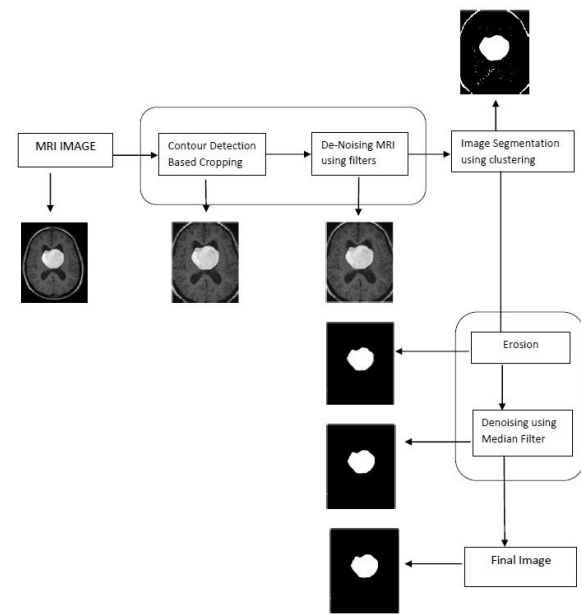 MRI IMAGE
Contour Detection
Based Cropping
De-Noising MRI
using filters
Image Segmentation
using clustering
Erosion
Denoising using
Median Filter
Final Image